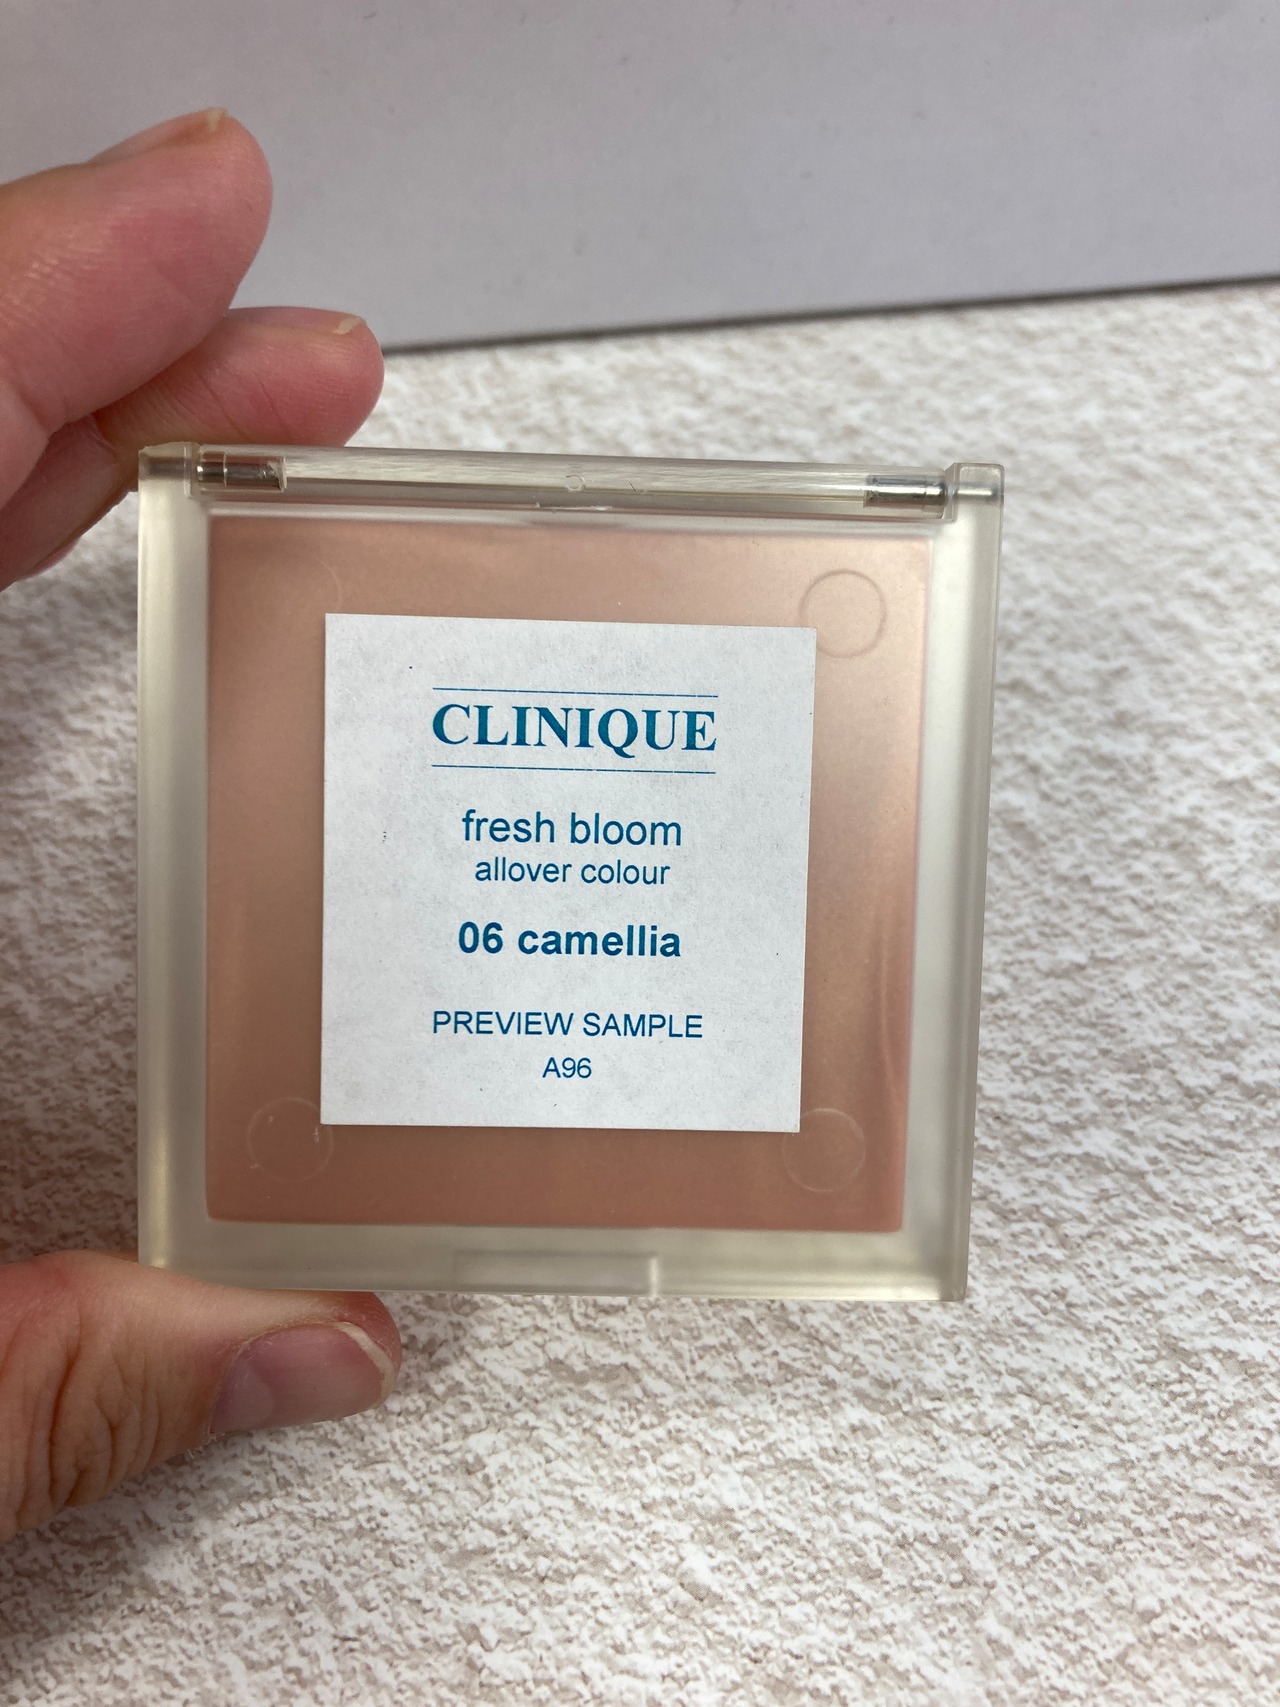 CLINIQUE
fresh bloom
allover colour
06 camellia
PREVIEW SAMPLE
A96